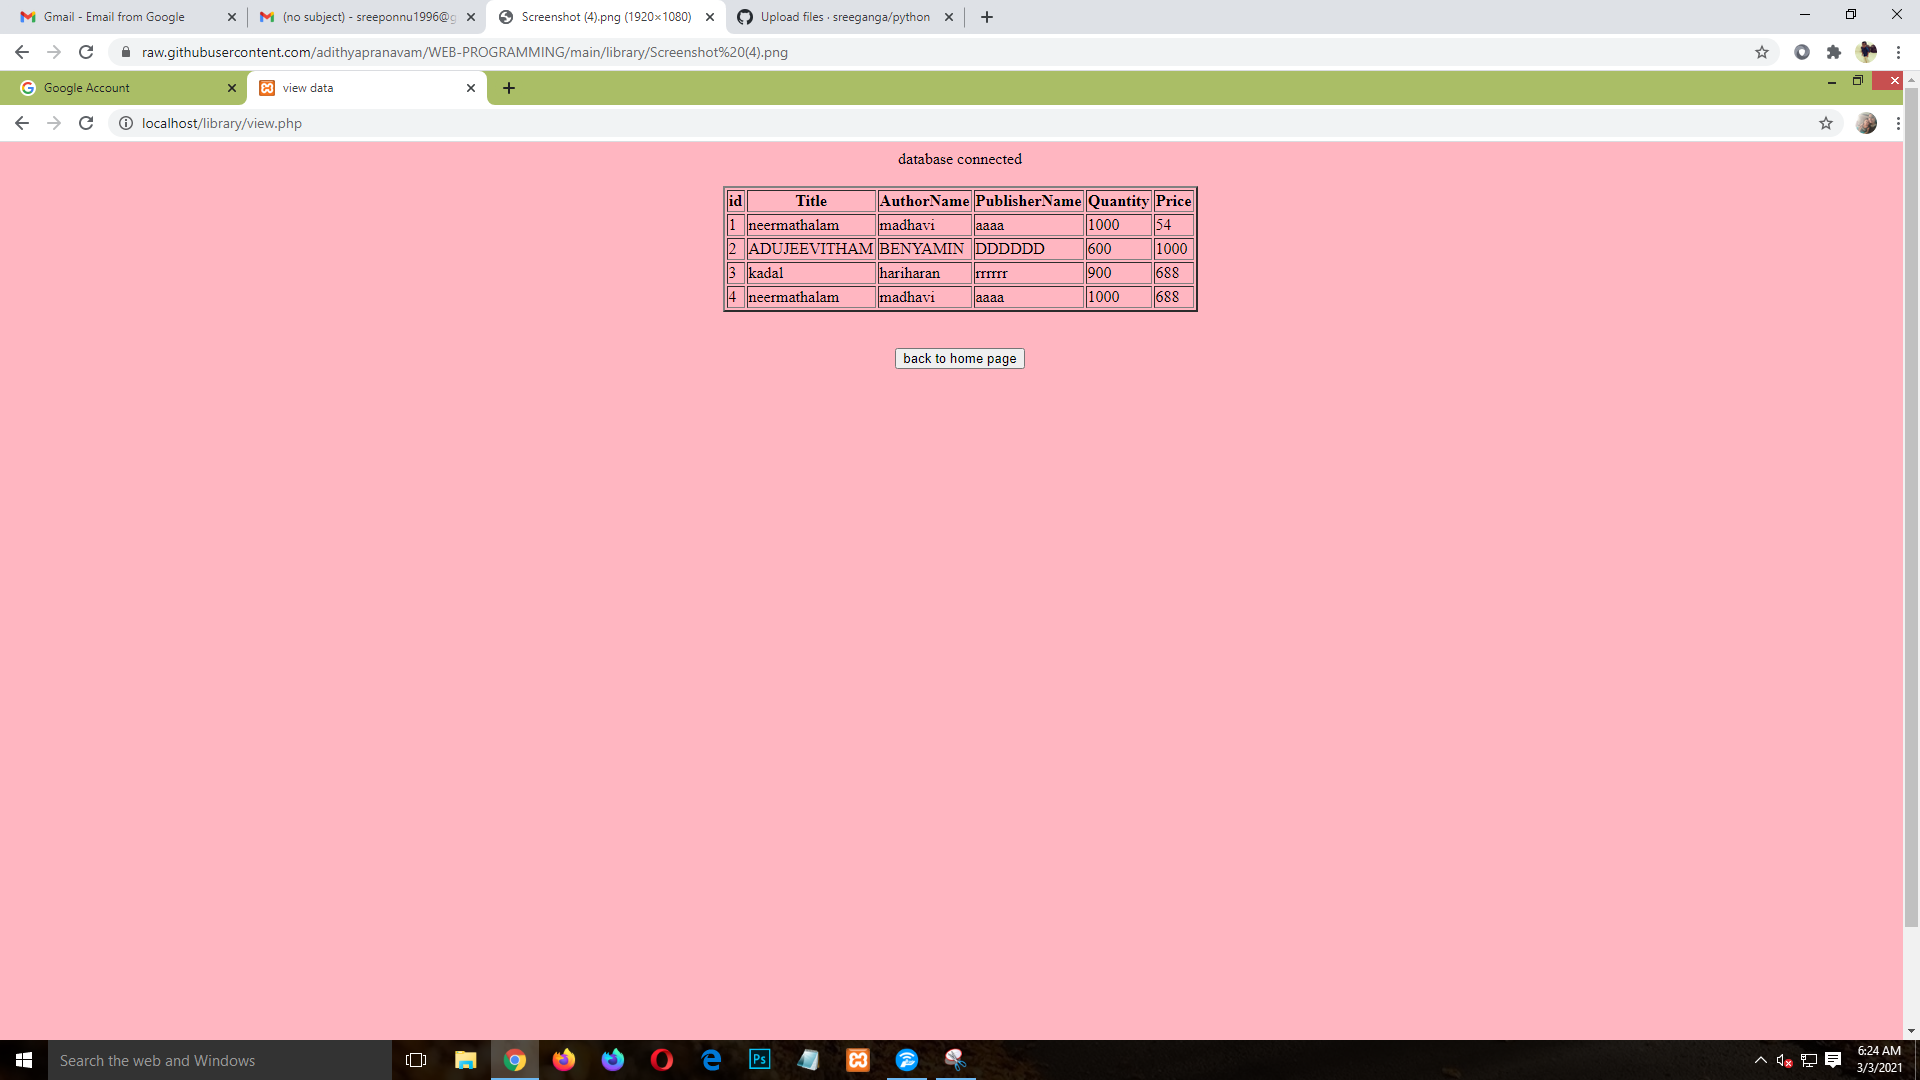 Gmail - Email from Google (no subject) - sreeponnu1996@g Screenshot (4).png (1920×1080) Upload files · sreeganga/python
raw.githubusercontent.com/adithyapranavam/WEB-PROGRAMMING/main/library/Screenshot%20(4).png
Google Account view data
localhost/library/view.php
database connected
id Title AuthorName PublisherName Quantity Price
1 neermathalam madhavi aaaa 1000 54
2 ADUJEEVITHAM BENYAMIN DDDDDD 600 1000
3 kadal hariharan rrrrrr 900 688
4 neermathalam madhavi aaaa 1000 688
back to home page
Search the web and Windows
Ps
6:24 AM
3/3/2021